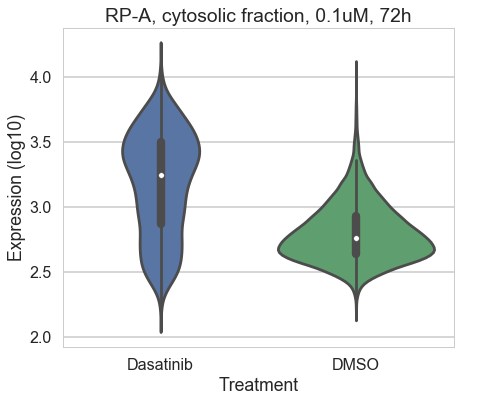 RP-A, cytosolic fraction, 0.1uM, 72h
Expression (log10)
4.0
3.5
3.0
2.5
2.0
Dasatinib
DMSO
Treatment